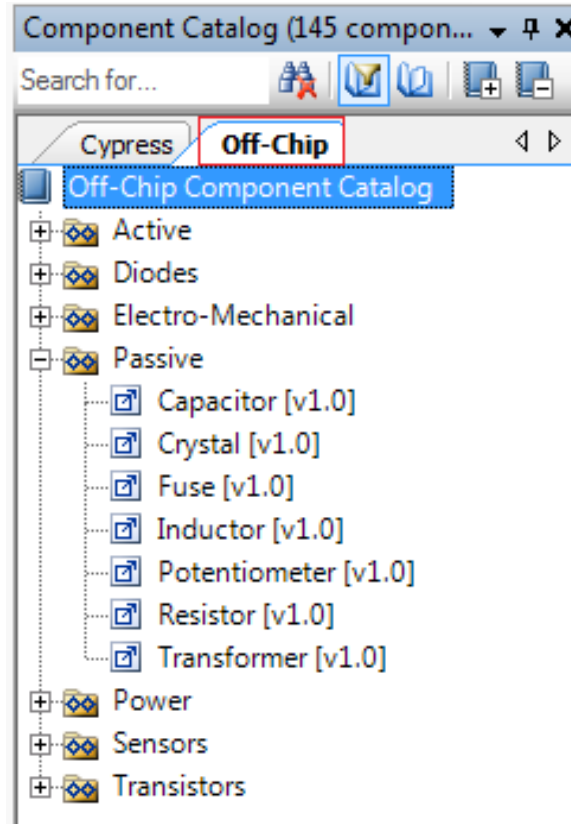 Component Catalog (145 compon...
Search for...
Cypress Off-Chip
Off-Chip Component Catalog
Active
Diodes
Electro-Mechanical
Passive
Capacitor [v1.0]
Crystal [v1.0]
Fuse [v1.0]
Inductor [v1.0]
Potentiometer [v1.0]
Resistor [v1.0]
Transformer [v1.0]
Power
Sensors
Transistors